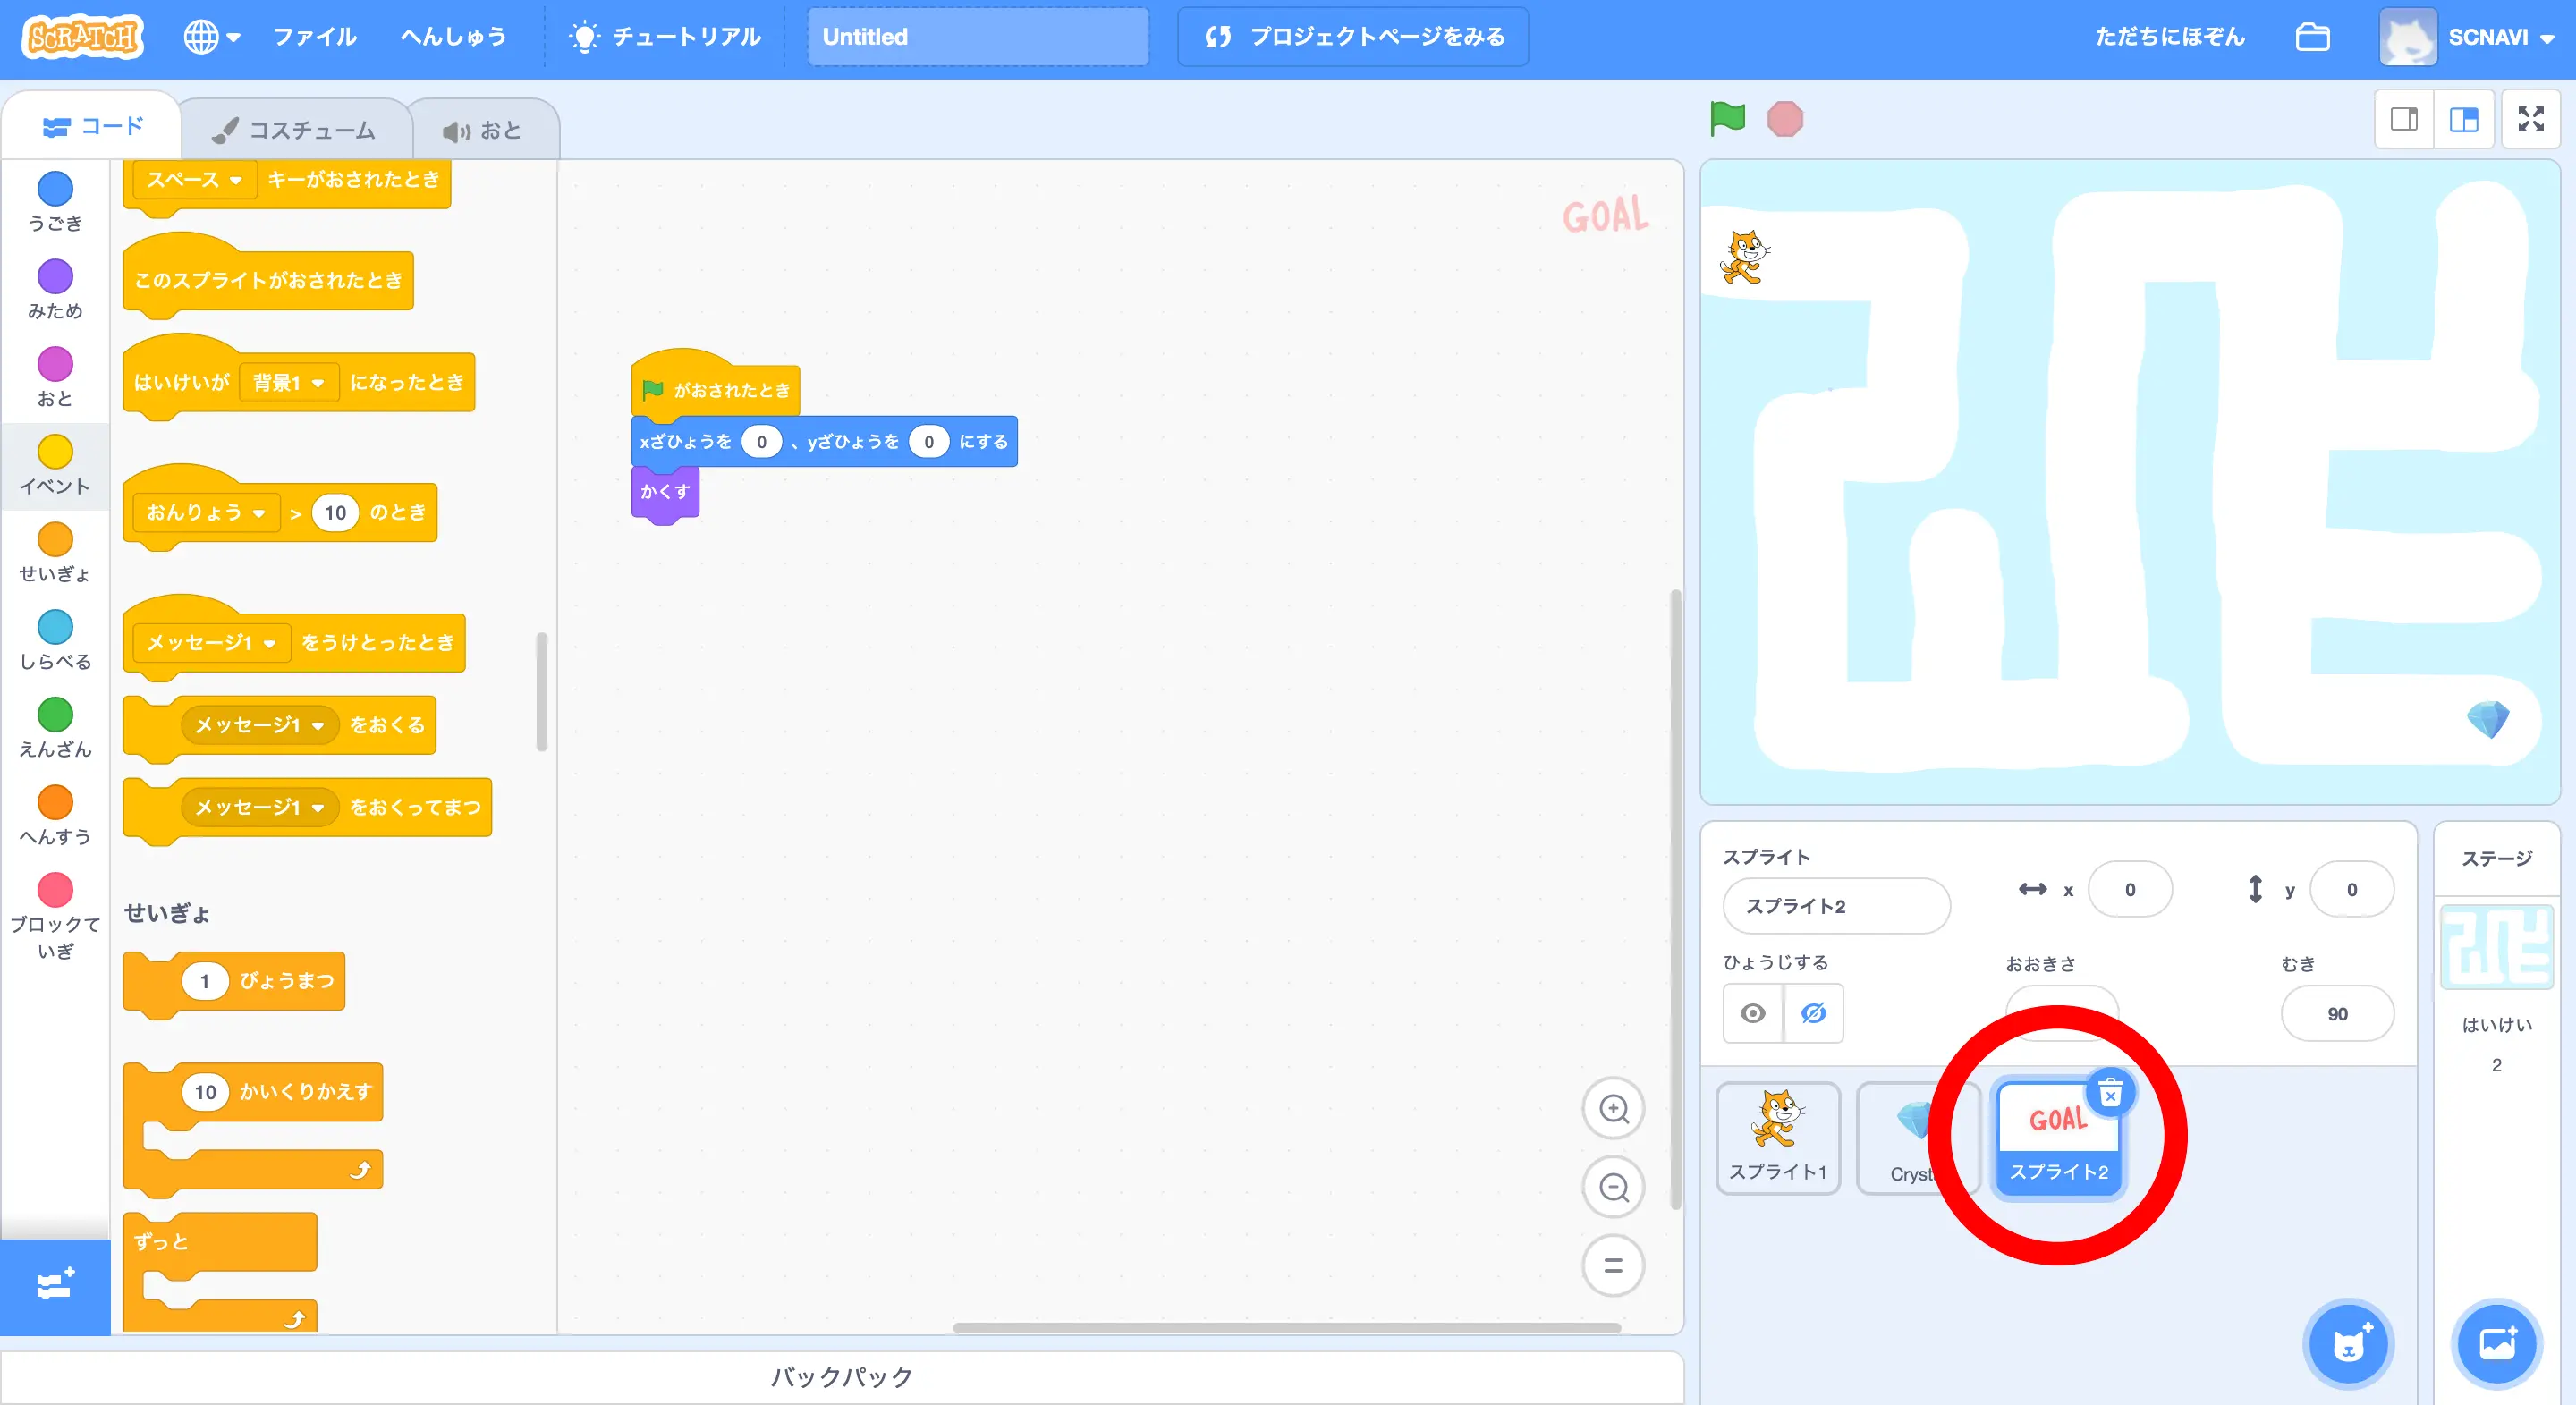 SCRATCH
ファイル
へんしゅう
チュートリアル
Untitled
プロジェクトページをみる
ただちにほぞん
SCNAVI
コード
コスチューム
おと
うごき
みため
おと
イベント
せいぎょ
しらべる
えんざん
へんすう
ブロックて
いぎ
スペース キーがおされたとき
このスプライトがおされたとき
はいけいが 背景1 になったとき
おんりょう > 10 のとき
メッセージ1 をうけとったとき
メッセージ1 をおくる
メッセージ1 をおくってまつ
せいぎょ
1 びょうまつ
10 かいくりかえす
ずっと
GOAL
がおされたとき
xざひょうを 0 、yざひょうを 0 にする
かくす
バックパック
スプライト
スプライト2
x 0
y 0
ひょうじする
おおきさ
むき
90
スプライト1
GOAL
スプライト2
ステージ
はいけい
2